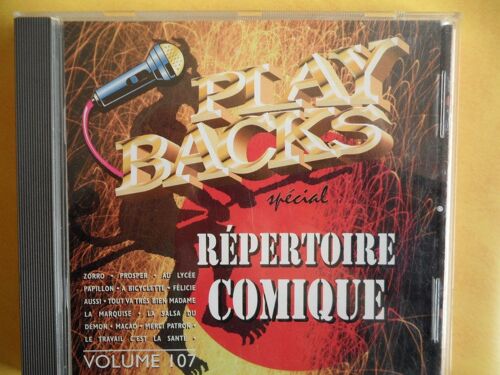 PLAY
BACKS
spécial
RÉPERTOIRE
COMIQUE
ZORRO • PROSPER • AU LYCÉE
PAPILLON • A BICYCLETTE • FÉLICIE
AUSSI • TOUT VA TRÈS BIEN MADAME
LA MARQUISE • LA SALSA DU
DÉMON • MACAO • MERCI PATRON •
LE TRAVAIL C'EST LA SANTÉ •
VOLUME 107